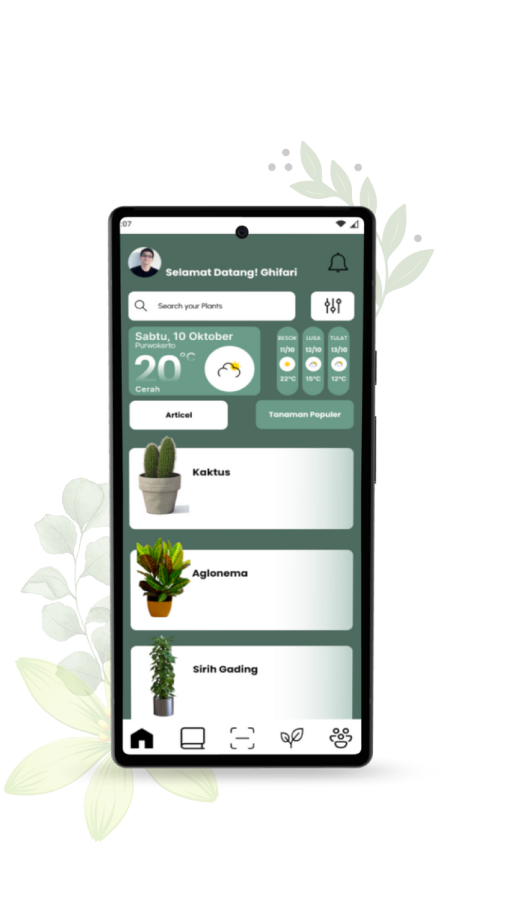 :07
Selamat Datang! Ghifari
Search your Plants
Sabtu, 10 Oktober
Purwokerto
20°C
Cerah
BESOK
11/10
22°C
LUSA
12/10
15°C
TULAT
13/10
12°C
Articel
Tanaman Populer
Kaktus
Aglonema
Sirih Gading